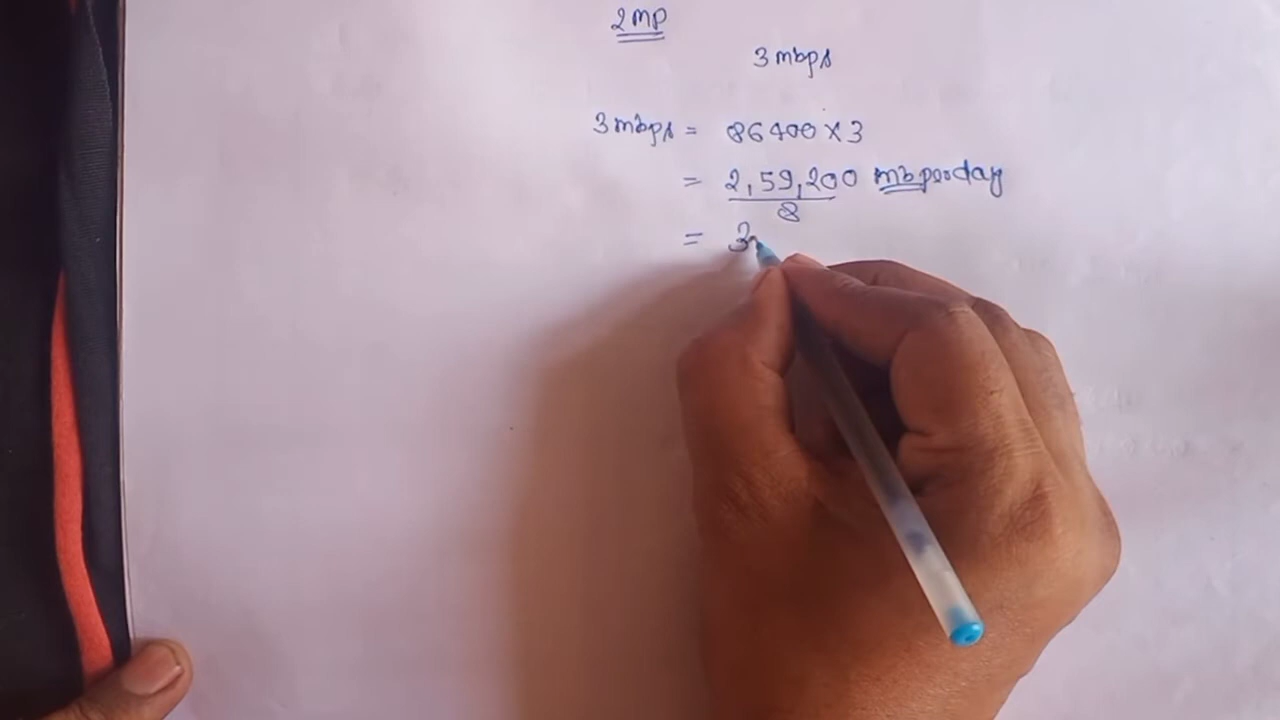 2MP
3 mbps
3 mbps = 86400 x 3
= 2,59,200 mb per day
8
= 3